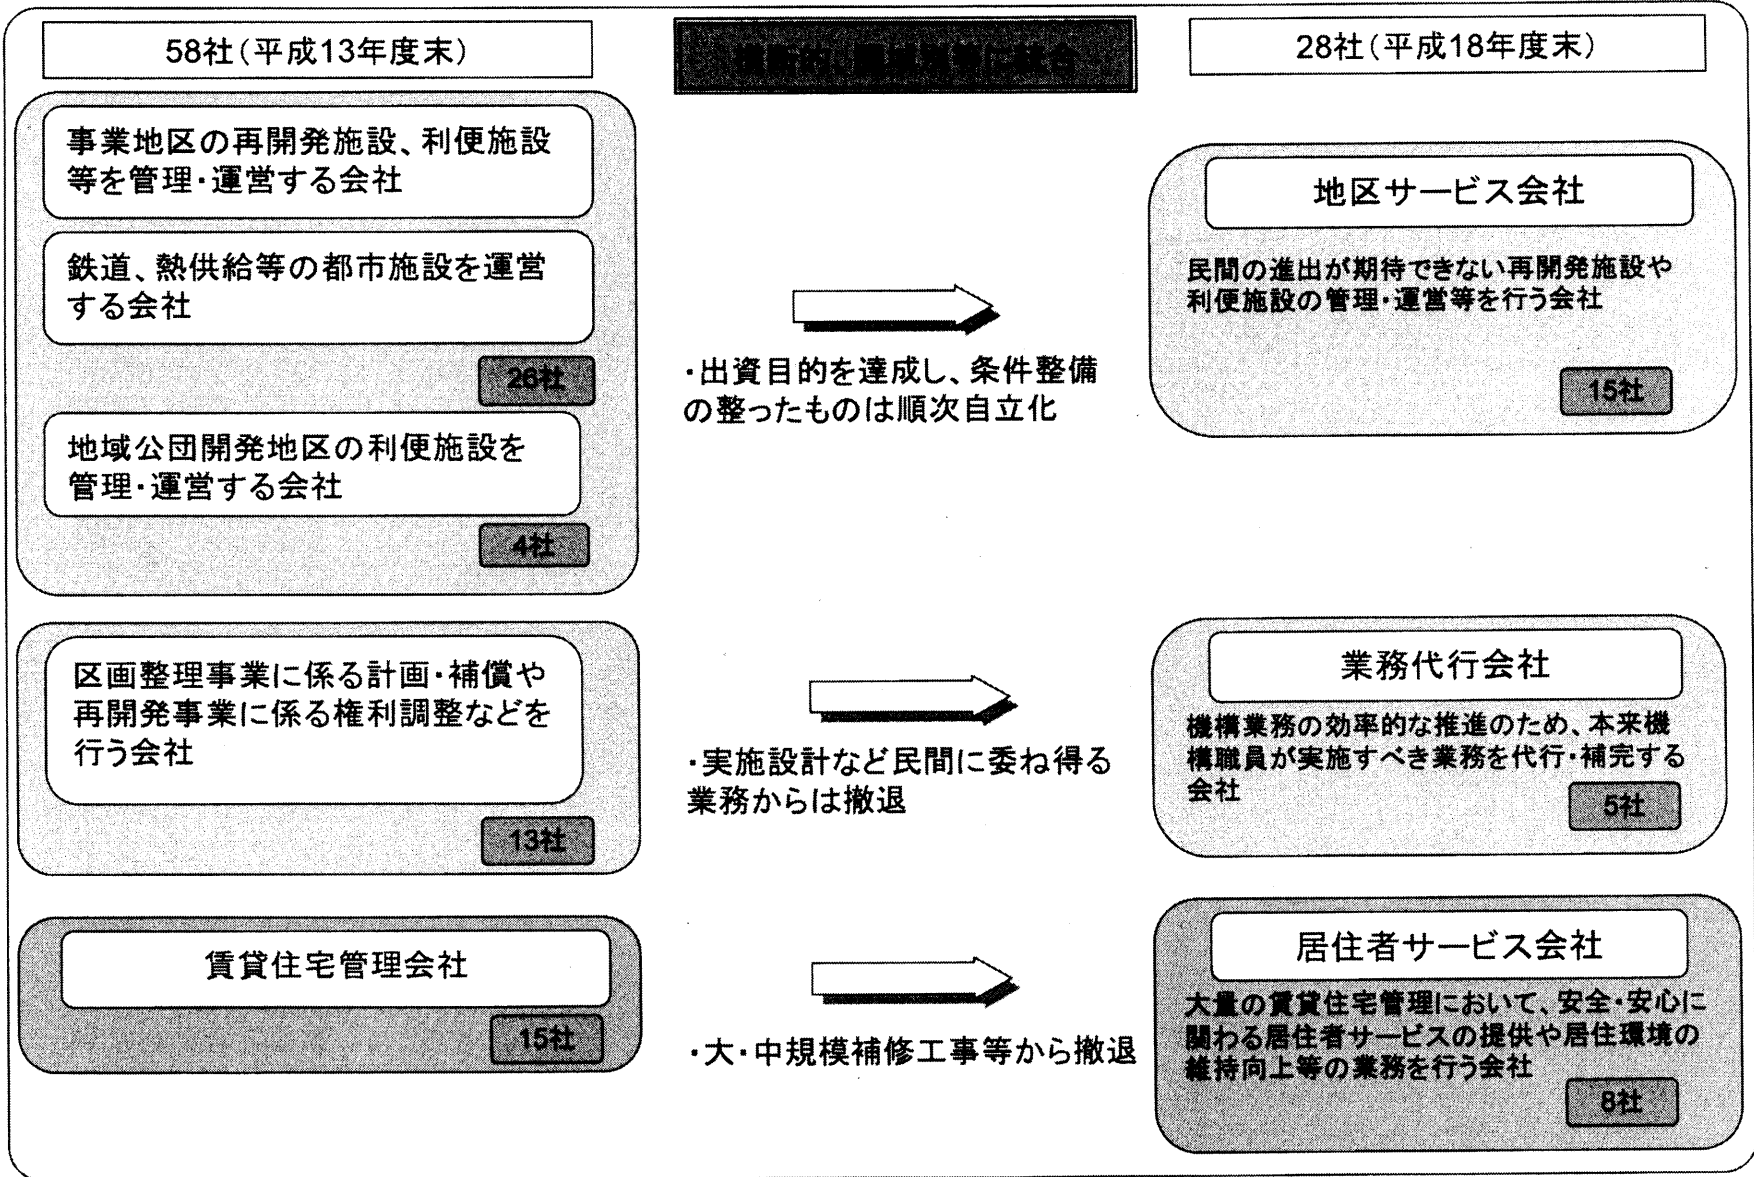 58社(平成13年度末)
横断的、圏域別等に統合
28社(平成18年度末)
事業地区の再開発施設、利便施設
等を管理・運営する会社
鉄道、熱供給等の都市施設を運営
する会社
26社
地域公団開発地区の利便施設を
管理・運営する会社
4社
・出資目的を達成し、条件整備
の整ったものは順次自立化
地区サービス会社
民間の進出が期待できない再開発施設や
利便施設の管理・運営等を行う会社
15社
区画整理事業に係る計画・補償や
再開発事業に係る権利調整などを
行う会社
13社
・実施設計など民間に委ね得る
業務からは撤退
業務代行会社
機構業務の効率的な推進のため、本来機
構職員が実施すべき業務を代行・補完する
会社
5社
賃貸住宅管理会社
15社
・大・中規模補修工事等から撤退
居住者サービス会社
大量の賃貸住宅管理において、安全・安心に
関わる居住者サービスの提供や居住環境の
維持向上等の業務を行う会社
8社